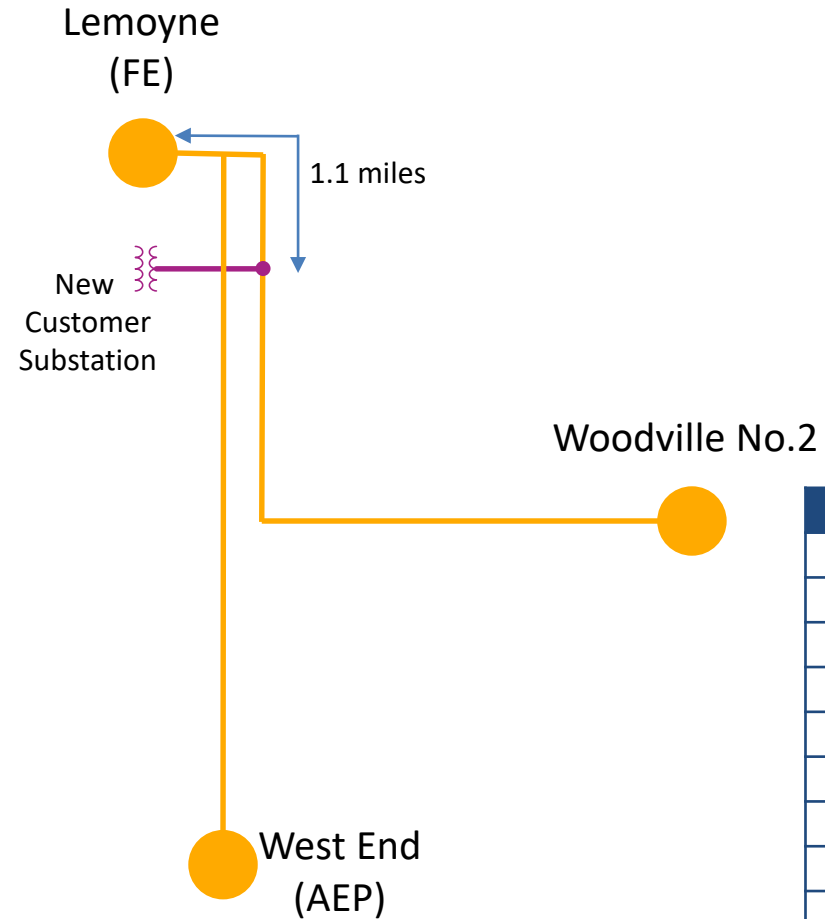 Lemoyne
(FE)
1.1 miles
New
Customer
Substation
Woodville No.2
West End
(AEP)